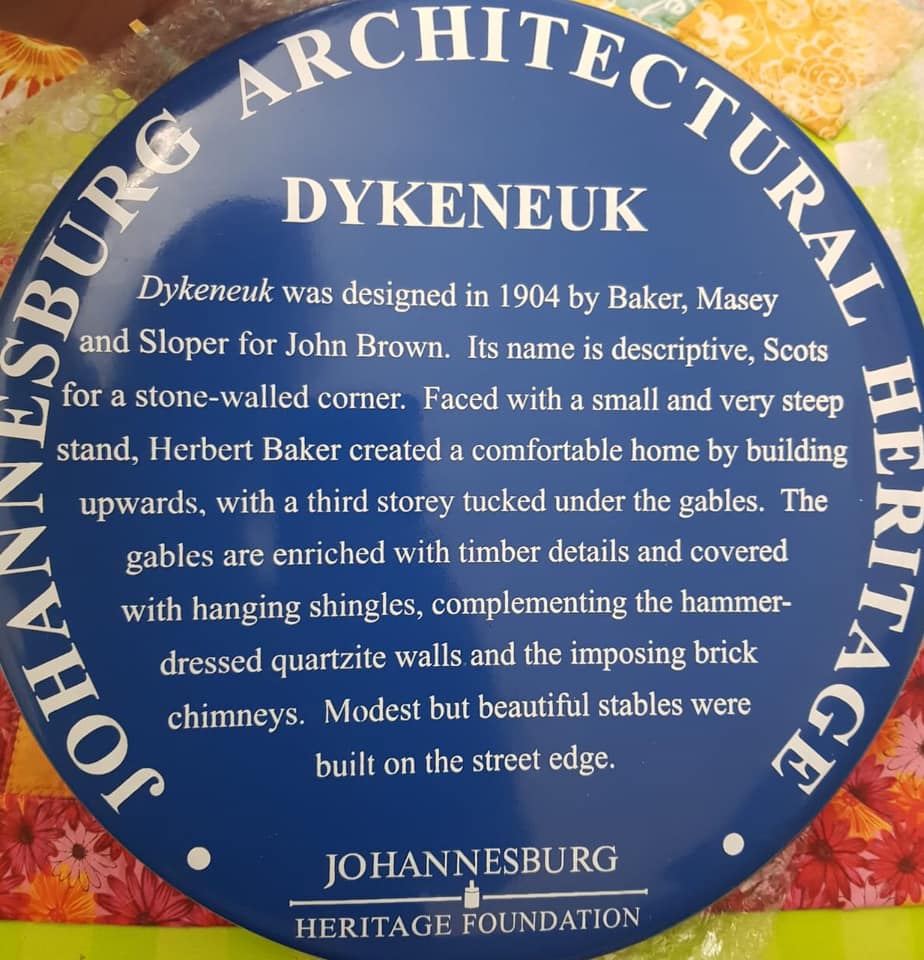 JOHANNESBURG ARCHITECTURAL HERITAGE
DYKENEUK
Dykeneuk was designed in 1904 by Baker, Masey
and Sloper for John Brown. Its name is descriptive, Scots
for a stone-walled corner. Faced with a small and very steep
stand, Herbert Baker created a comfortable home by building
upwards, with a third storey tucked under the gables. The
gables are enriched with timber details and covered
with hanging shingles, complementing the hammer-
dressed quartzite walls and the imposing brick
chimneys. Modest but beautiful stables were
built on the street edge.
JOHANNESBURG
HERITAGE FOUNDATION